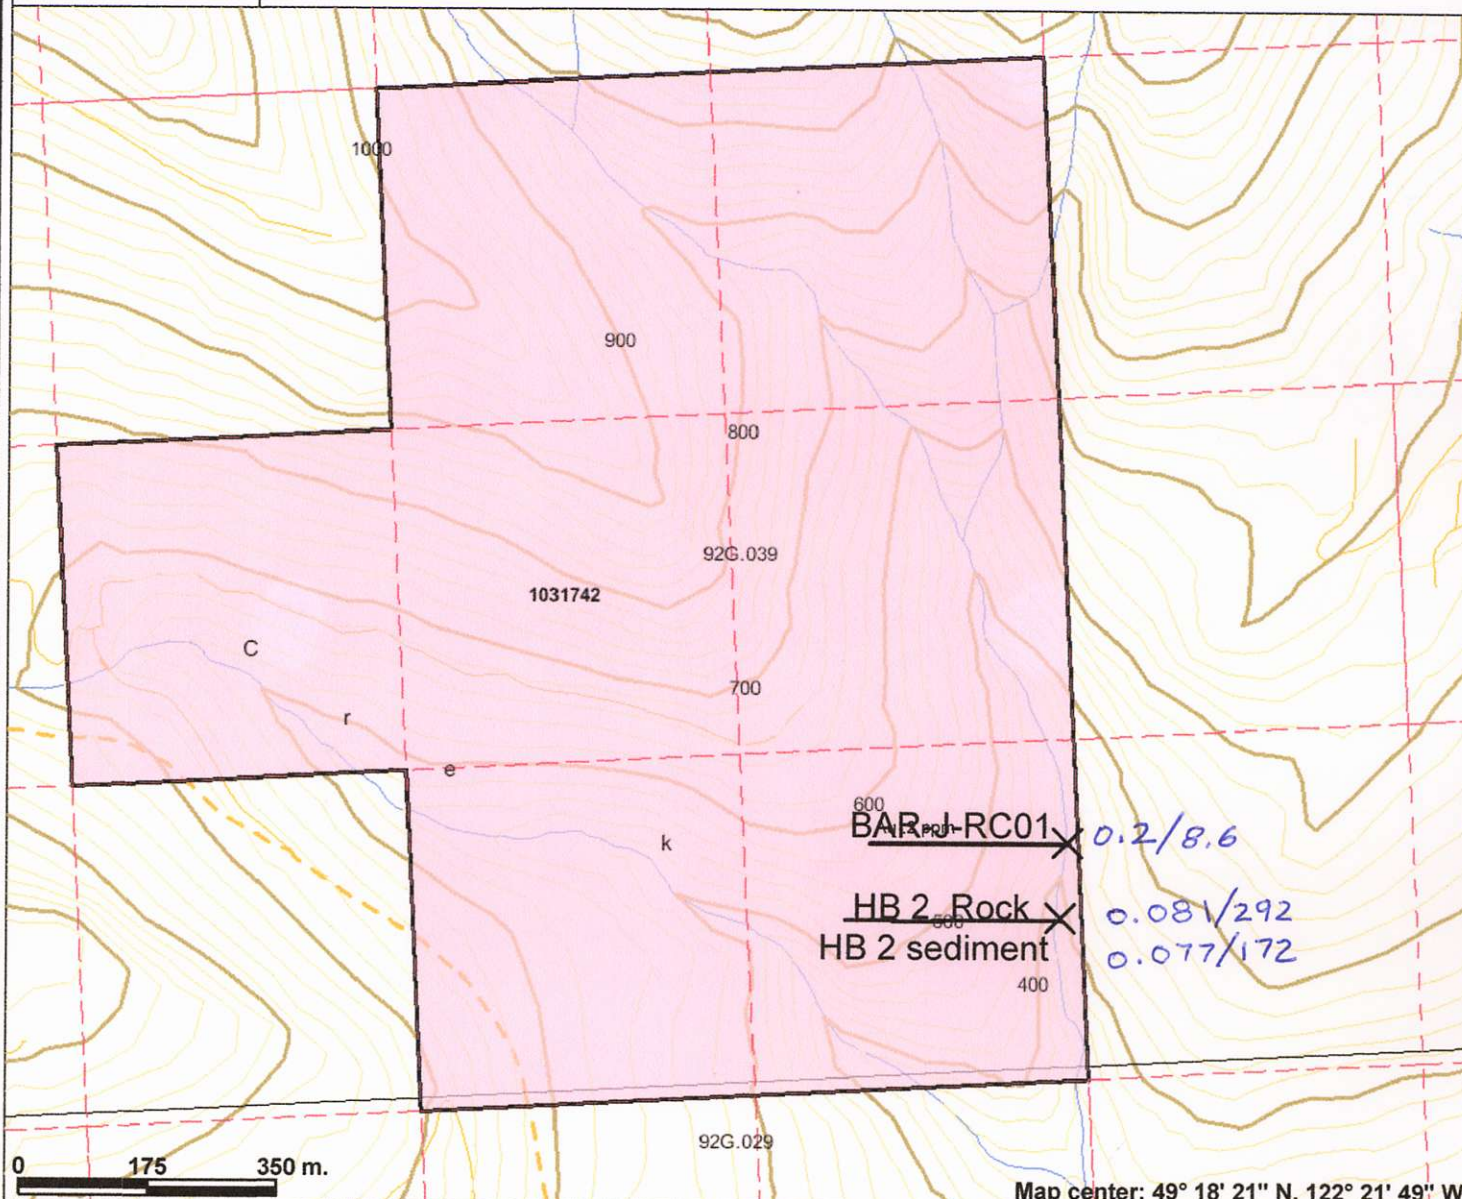 1000
900
800
92G.039
1031742
C
r
e
k
700
600
BAR-J-RC01 0.2/8.6
HB 2 Rock 0.081/292
500
HB 2 sediment 0.077/172
400
92G.029
0 175 350 m.
Map center: 49° 18' 21" N, 122° 21' 49" W